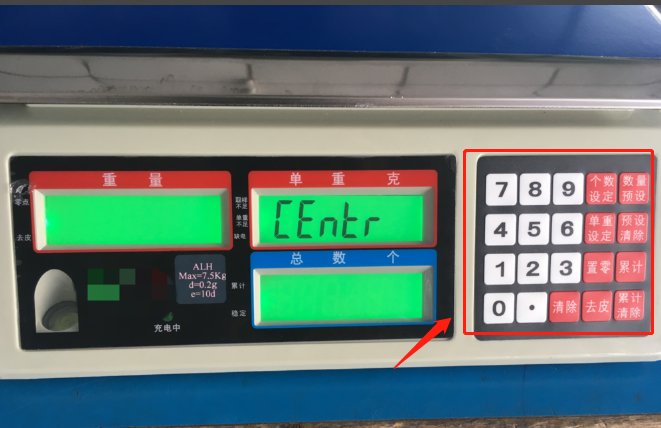 重量
单重 克
零点
去皮
取样不足
单重不足
缺电
CEntr
总数 个
ALH
Max=7.5Kg
d=0.2g
e=10d
累计
稳定
充电中
7 8 9 个数设定 数量预设
4 5 6 单重设定 预设清除
1 2 3 置零 累计
0 · 清除 去皮 累计清除